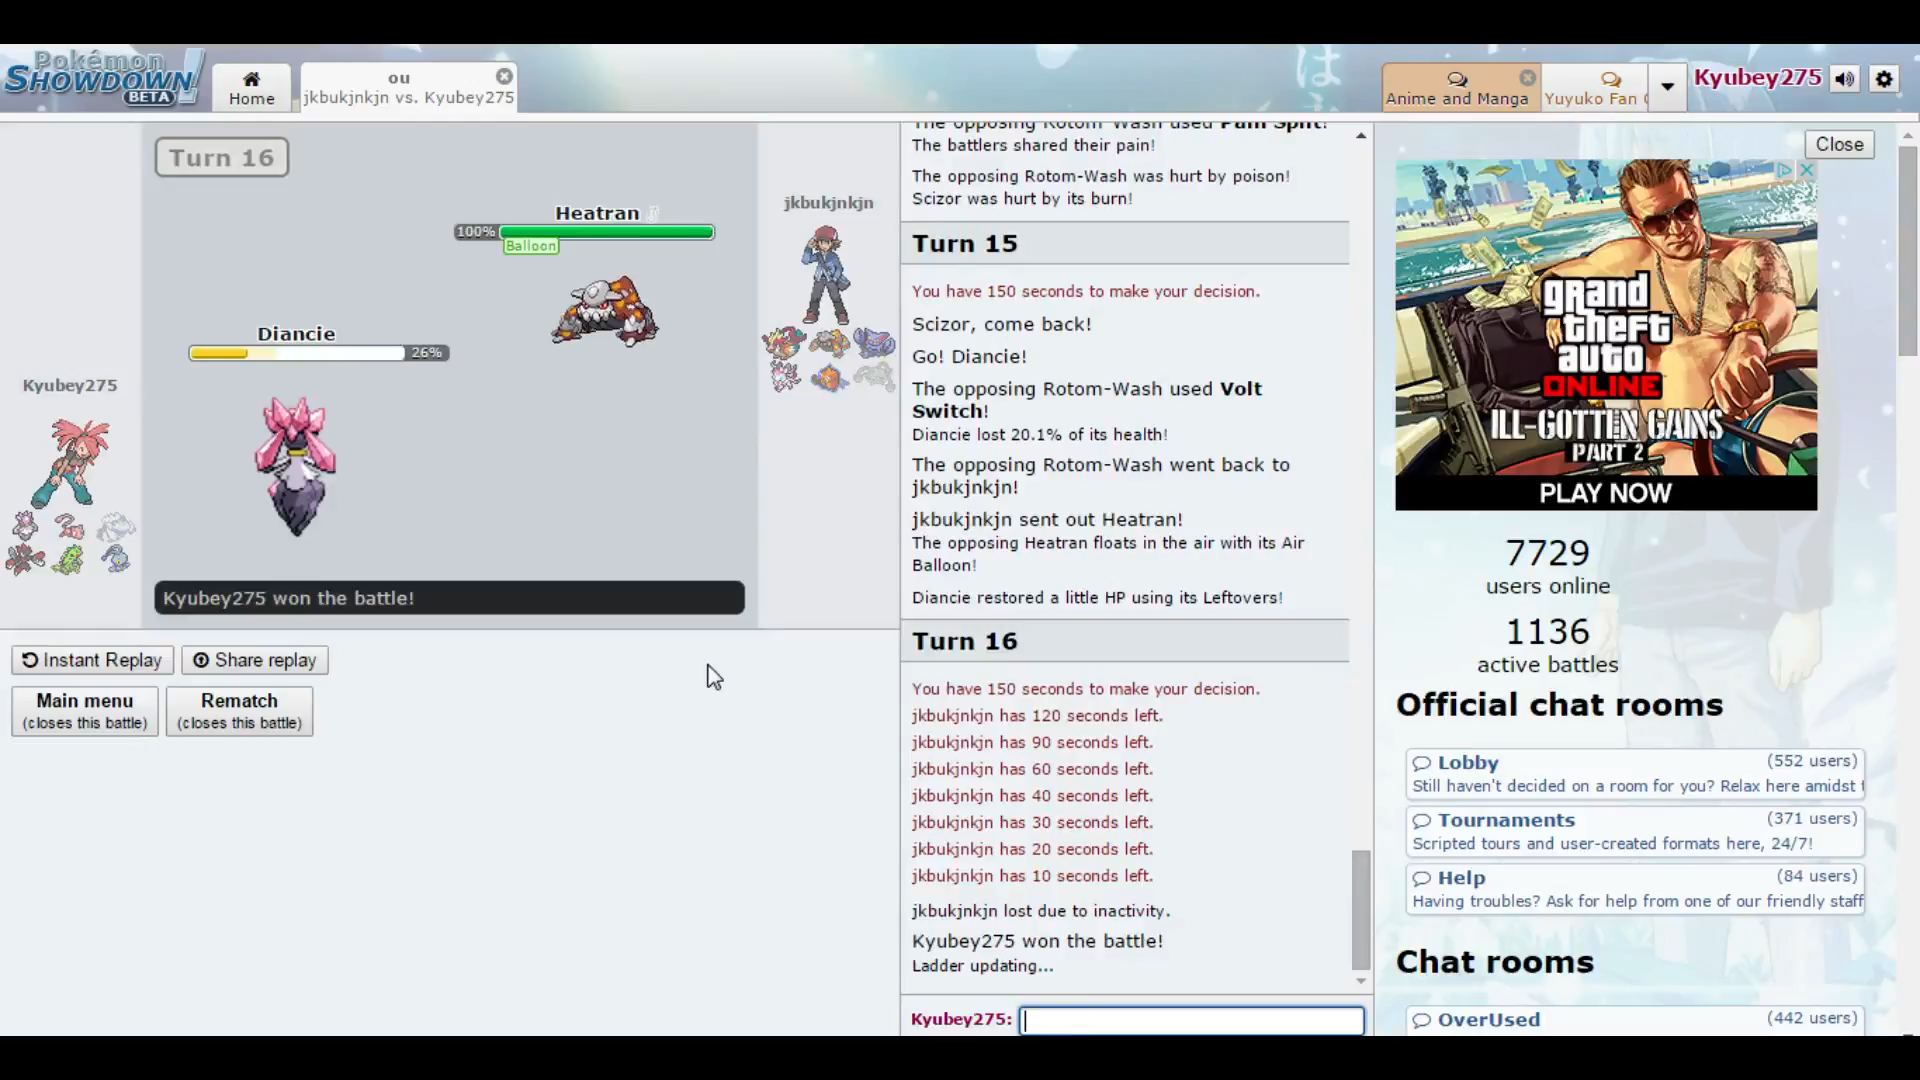 Pokémon
SHOWDOWN!
BETA
Home
ou
jkbukjnkjn vs. Kyubey275
Anime and Manga
Yuyuko Fan
Kyubey275
Turn 16
Heatran
100%
Balloon
Diancie
26%
jkbukjnkjn
Kyubey275
Kyubey275 won the battle!
Instant Replay
Share replay
Main menu
(closes this battle)
Rematch
(closes this battle)
The opposing Rotom-Wash used Pain Split!
The battlers shared their pain!
The opposing Rotom-Wash was hurt by poison!
Scizor was hurt by its burn!
Turn 15
You have 150 seconds to make your decision.
Scizor, come back!
Go! Diancie!
The opposing Rotom-Wash used Volt
Switch!
Diancie lost 20.1% of its health!
The opposing Rotom-Wash went back to
jkbukjnkjn!
jkbukjnkjn sent out Heatran!
The opposing Heatran floats in the air with its Air
Balloon!
Diancie restored a little HP using its Leftovers!
Turn 16
You have 150 seconds to make your decision.
jkbukjnkjn has 120 seconds left.
jkbukjnkjn has 90 seconds left.
jkbukjnkjn has 60 seconds left.
jkbukjnkjn has 40 seconds left.
jkbukjnkjn has 30 seconds left.
jkbukjnkjn has 20 seconds left.
jkbukjnkjn has 10 seconds left.
jkbukjnkjn lost due to inactivity.
Kyubey275 won the battle!
Ladder updating...
Kyubey275:
Close
grand
theft
auto
ONLINE
ILL-GOTTEN GAINS
PART 2
PLAY NOW
7729
users online
1136
active battles
Official chat rooms
Lobby
(552 users)
Still haven't decided on a room for you? Relax here amidst
Tournaments
(371 users)
Scripted tours and user-created formats here, 24/7!
Help
(84 users)
Having troubles? Ask for help from one of our friendly staff
Chat rooms
OverUsed
(442 users)